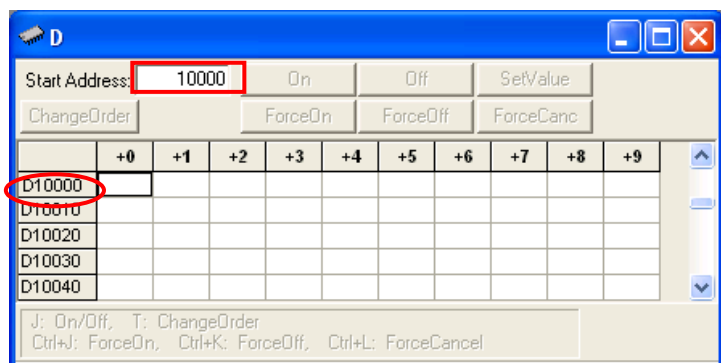 D
Start Address: 10000 On Off SetValue
ChangeOrder ForceOn ForceOff ForceCanc
+0 +1 +2 +3 +4 +5 +6 +7 +8 +9
D10000
D10010
D10020
D10030
D10040
J: On/Off, T: ChangeOrder
Ctrl+J: ForceOn, Ctrl+K: ForceOff, Ctrl+L: ForceCancel